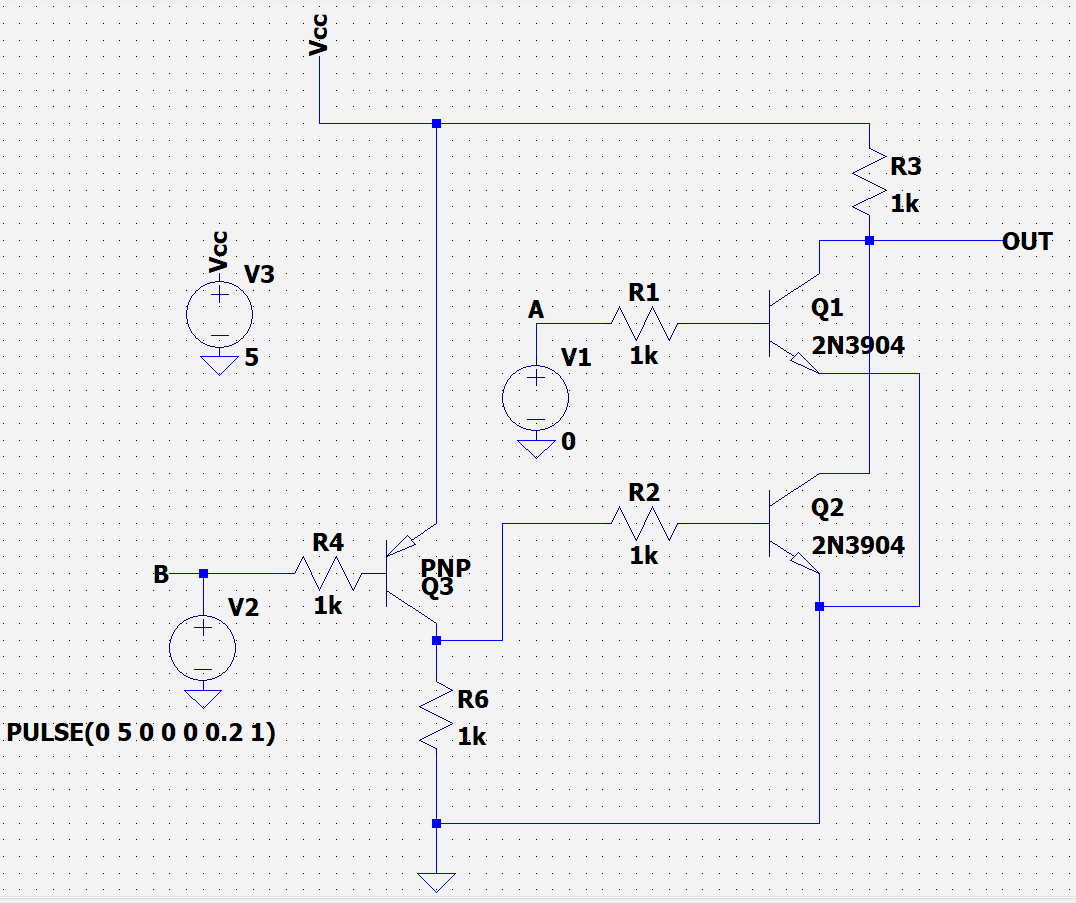 Vcc
R3
1k
OUT
Vcc
V3
5
A
R1
1k
Q1
2N3904
V1
0
R2
1k
Q2
2N3904
B
R4
1k
PNP
Q3
V2
R6
1k
PULSE(0 5 0 0 0 0.2 1)